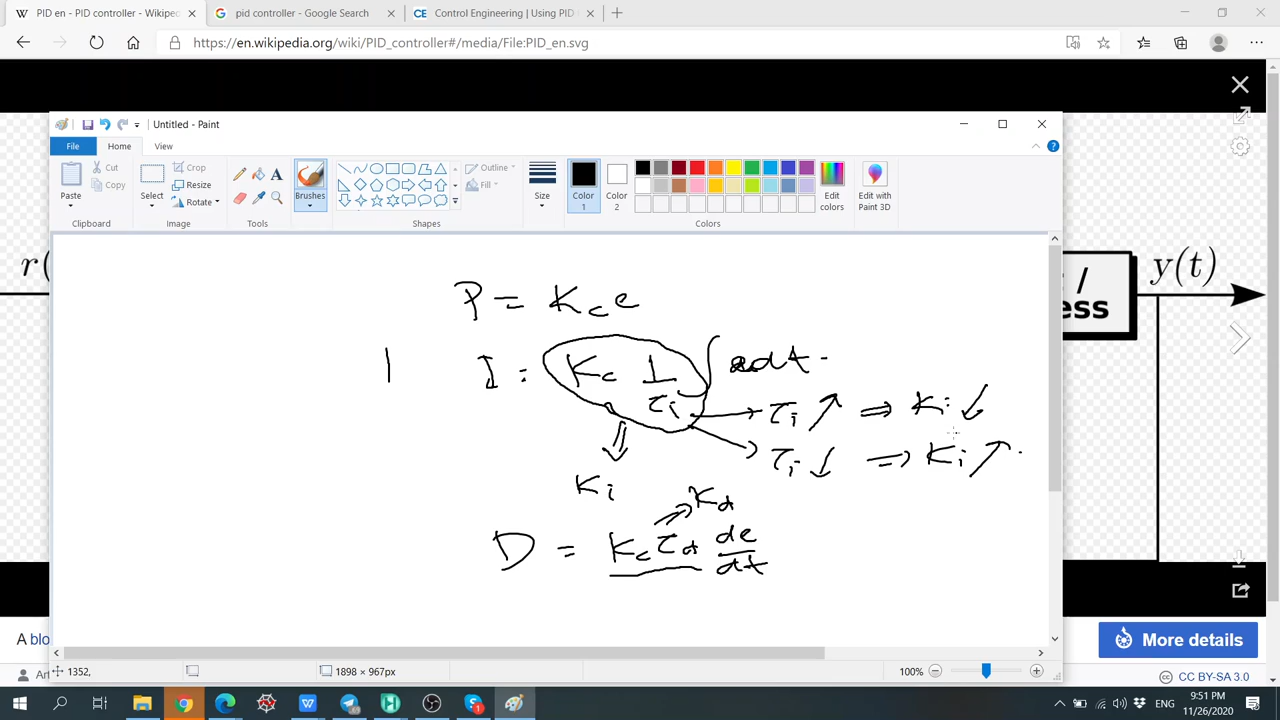 PID en - PID controller - Wikiped
pid controller - Google Search
Control Engineering | Using PID
https://en.wikipedia.org/wiki/PID_controller#/media/File:PID_en.svg
Untitled - Paint
File Home View
Paste Cut Copy
Select Crop Resize Rotate
Brushes
Outline Fill
Size
Color 1
Color 2
Edit colors
Edit with Paint 3D
Clipboard Image Tools Shapes Colors
r(
/
ess
y(t)
P = Kc e
I = Kc 1/τi ∫ e dt
τi ↗ ⇒ Ki ↓
τi ↓ ⇒ Ki ↗
Ki
Kd
D = Kc τd de/dt
1352,
1898 × 967px
100%
A blo
More details
CC BY-SA 3.0
ENG
9:51 PM
11/26/2020